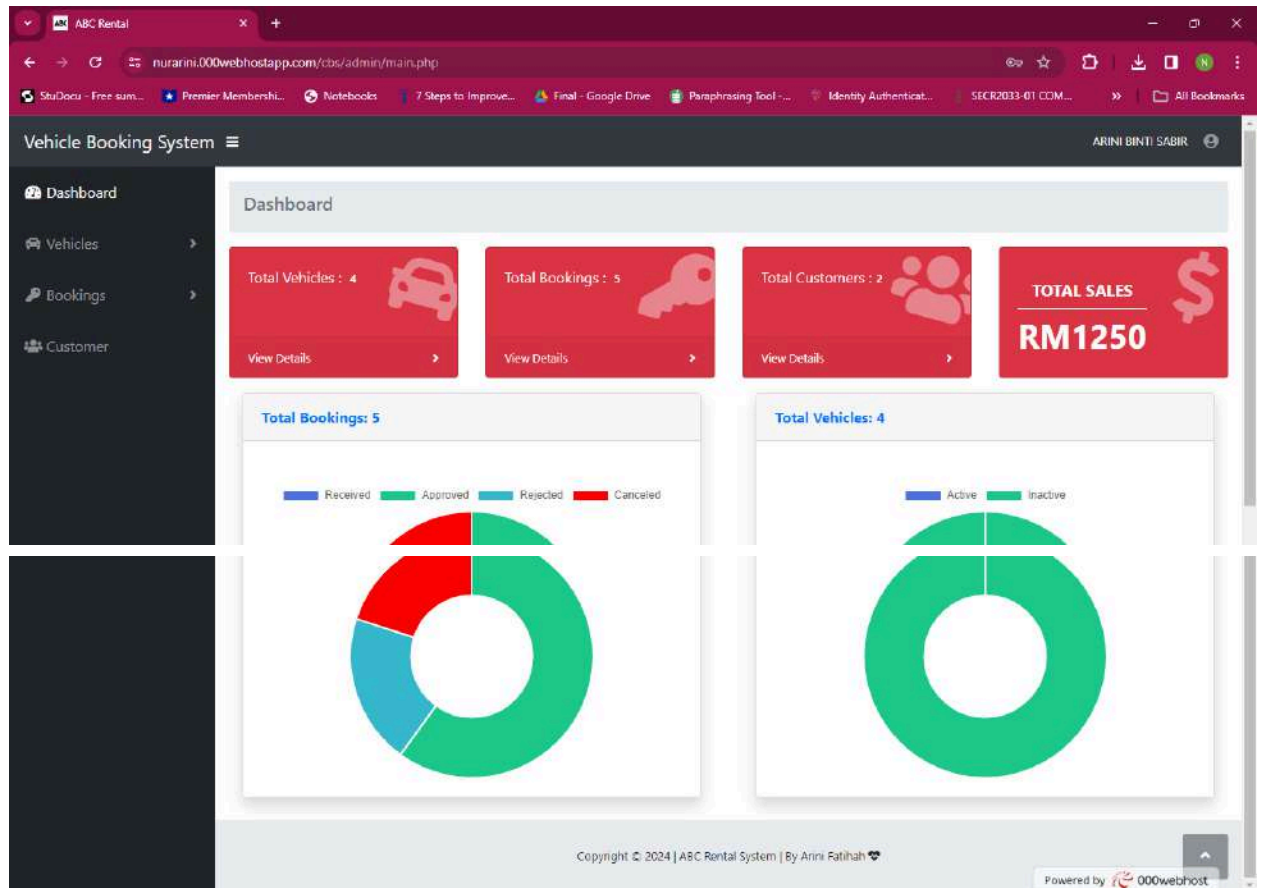 ABC Rental
nurarini.000webhostapp.com/cbs/admin/main.php
StuDocu - Free sum... Premier Membershi... Notebooks 7 Steps to Improve... Final - Google Drive Paraphrasing Tool -... Identity Authenticat... SECR2033-01 COM... » All Bookmarks
Vehicle Booking System ARINI BINTI SABIR
Dashboard
Vehicles
Bookings
Customer
Dashboard
Total Vehicles : 4
View Details
Total Bookings : 5
View Details
Total Customers : 2
View Details
TOTAL SALES
RM1250
Total Bookings: 5
Received Approved Rejected Canceled
Total Vehicles: 4
Active Inactive
Copyright © 2024 | ABC Rental System | By Arini Fatihah
Powered by 000webhost